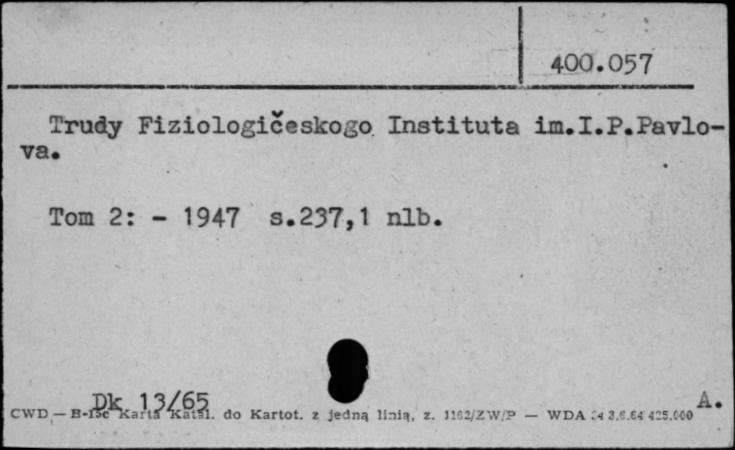 400.057
Trudy Fiziologičeskogo Instituta im.I.P.Pavlo-
va.
Tom 2: - 1947 s.237,1 nlb.
Dk 13/65
A.
CWD — Karta Katal. do Kartot. z jedną linią, z. 1162/ZW/P — WDA